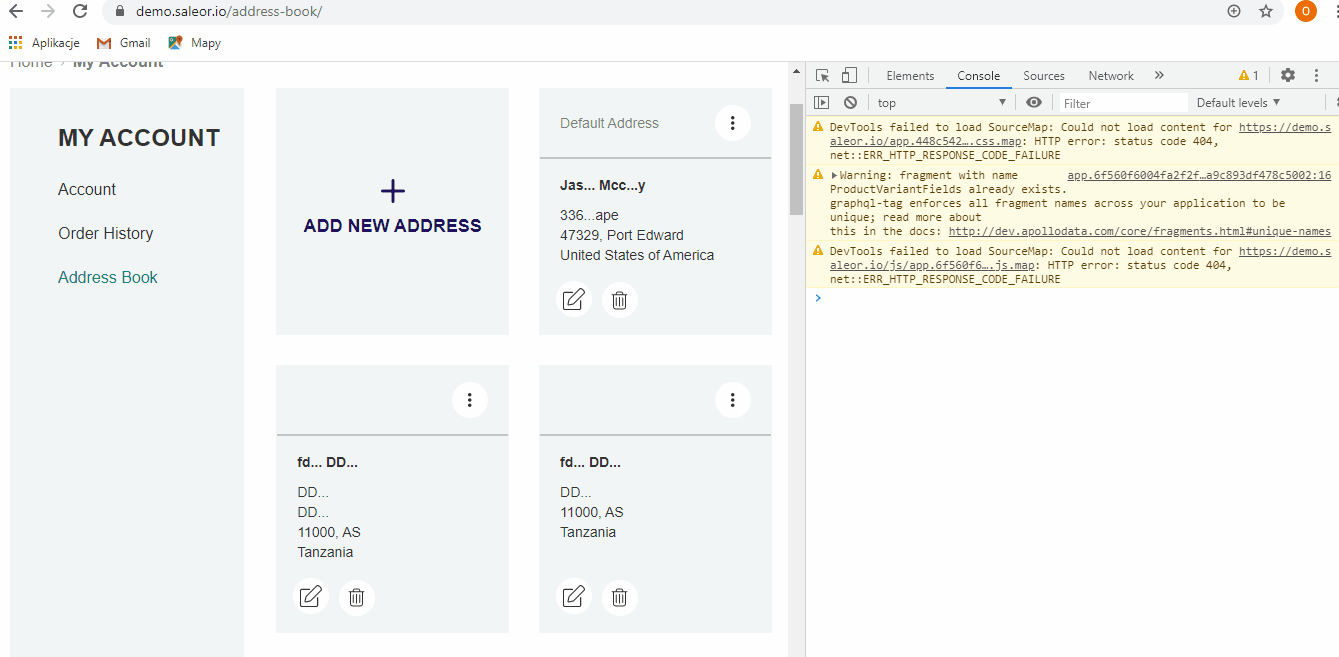 demo.saleor.io/address-book/
O
Aplikacje
Gmail
Mapy
Home › My Account
MY ACCOUNT
Account
Order History
Address Book
ADD NEW ADDRESS
Default Address
Jas... Mcc...y
336...ape
47329, Port Edward
United States of America
fd... DD...
DD...
DD...
11000, AS
Tanzania
fd... DD...
DD...
11000, AS
Tanzania
Elements
Console
Sources
Network
»
1
top
Filter
Default levels
DevTools failed to load SourceMap: Could not load content for https://demo.s
aleor.io/app.448c542….css.map: HTTP error: status code 404,
net::ERR_HTTP_RESPONSE_CODE_FAILURE
Warning: fragment with name app.6f560f6004fa2f2f…a9c893df478c5002:16
ProductVariantFields already exists.
graphql-tag enforces all fragment names across your application to be
unique; read more about
this in the docs: http://dev.apollodata.com/core/fragments.html#unique-names
DevTools failed to load SourceMap: Could not load content for https://demo.s
aleor.io/js/app.6f560f6….js.map: HTTP error: status code 404,
net::ERR_HTTP_RESPONSE_CODE_FAILURE